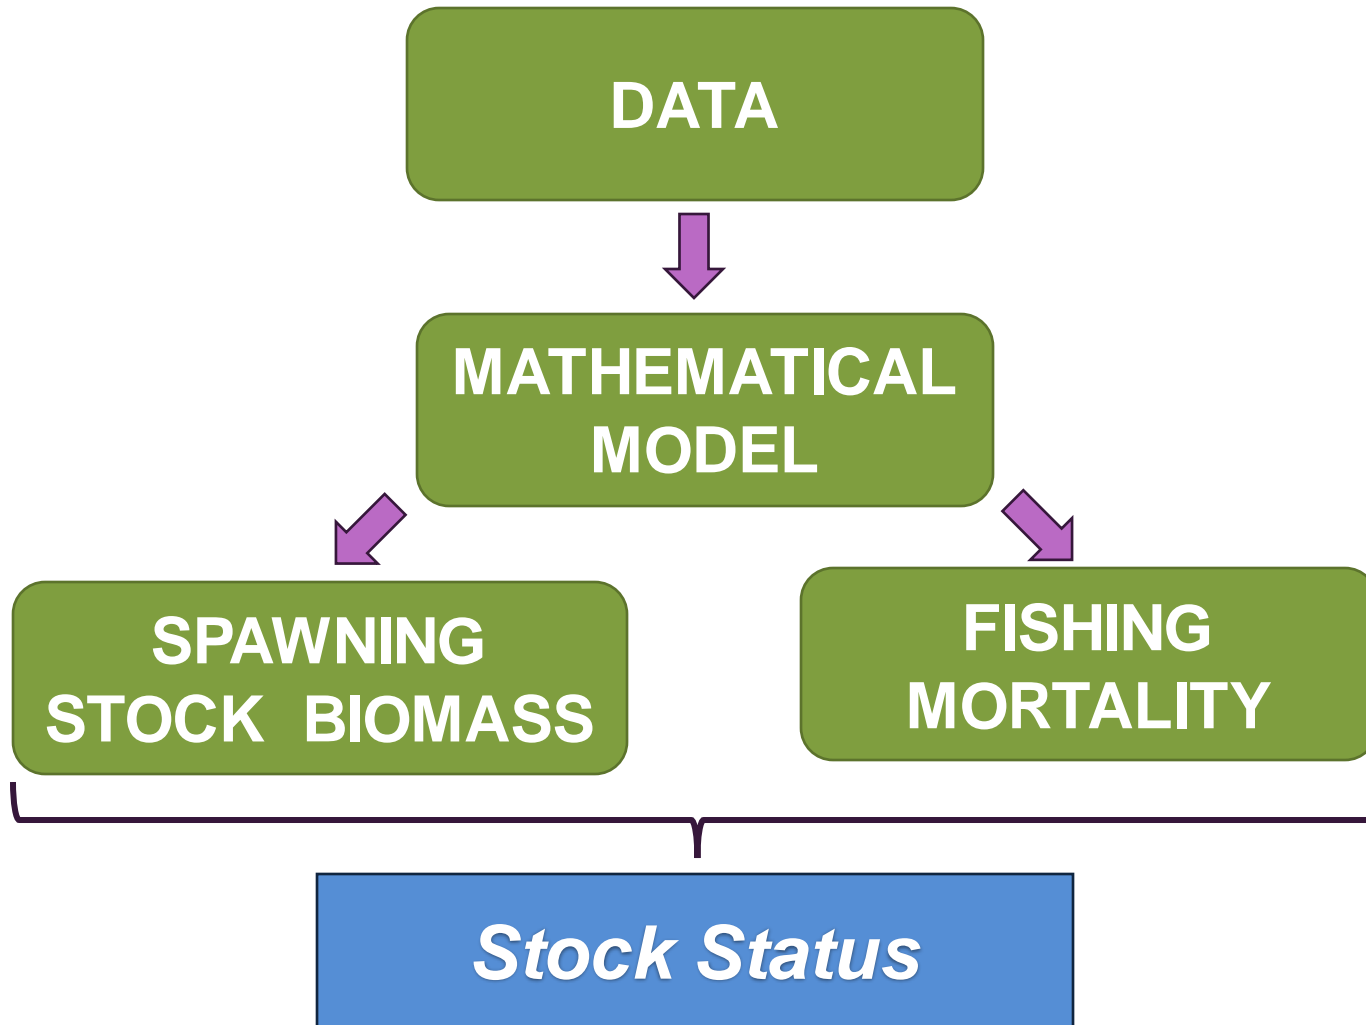 DATA
MATHEMATICAL
MODEL
SPAWNING
STOCK BIOMASS
FISHING
MORTALITY
Stock Status